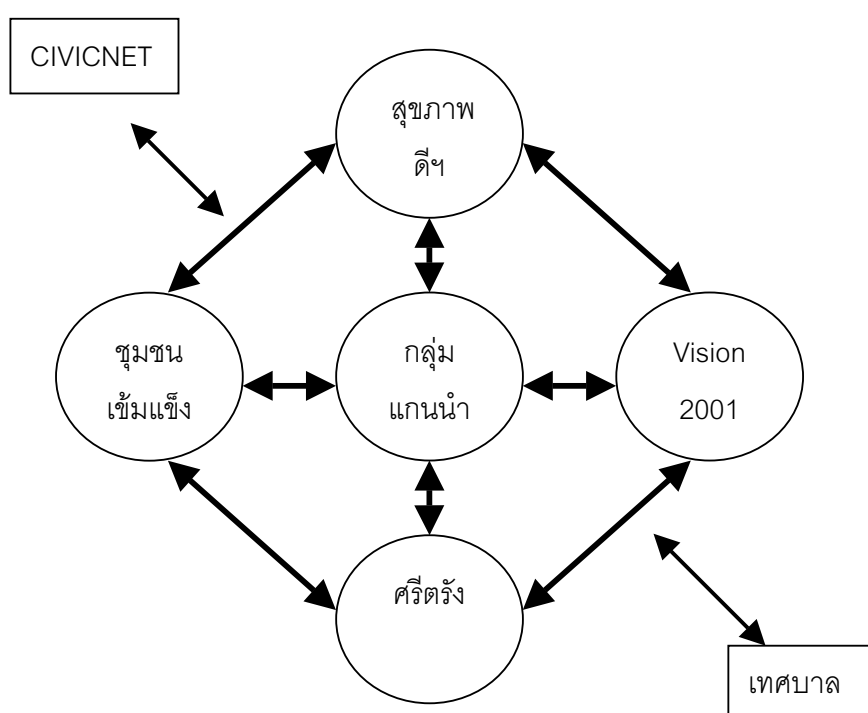 CIVICNET
สุขภาพ
ดีฯ
ชุมชน
เข้มแข็ง
กลุ่ม
แกนนำ
Vision
2001
ศรีตรัง
เทศบาล